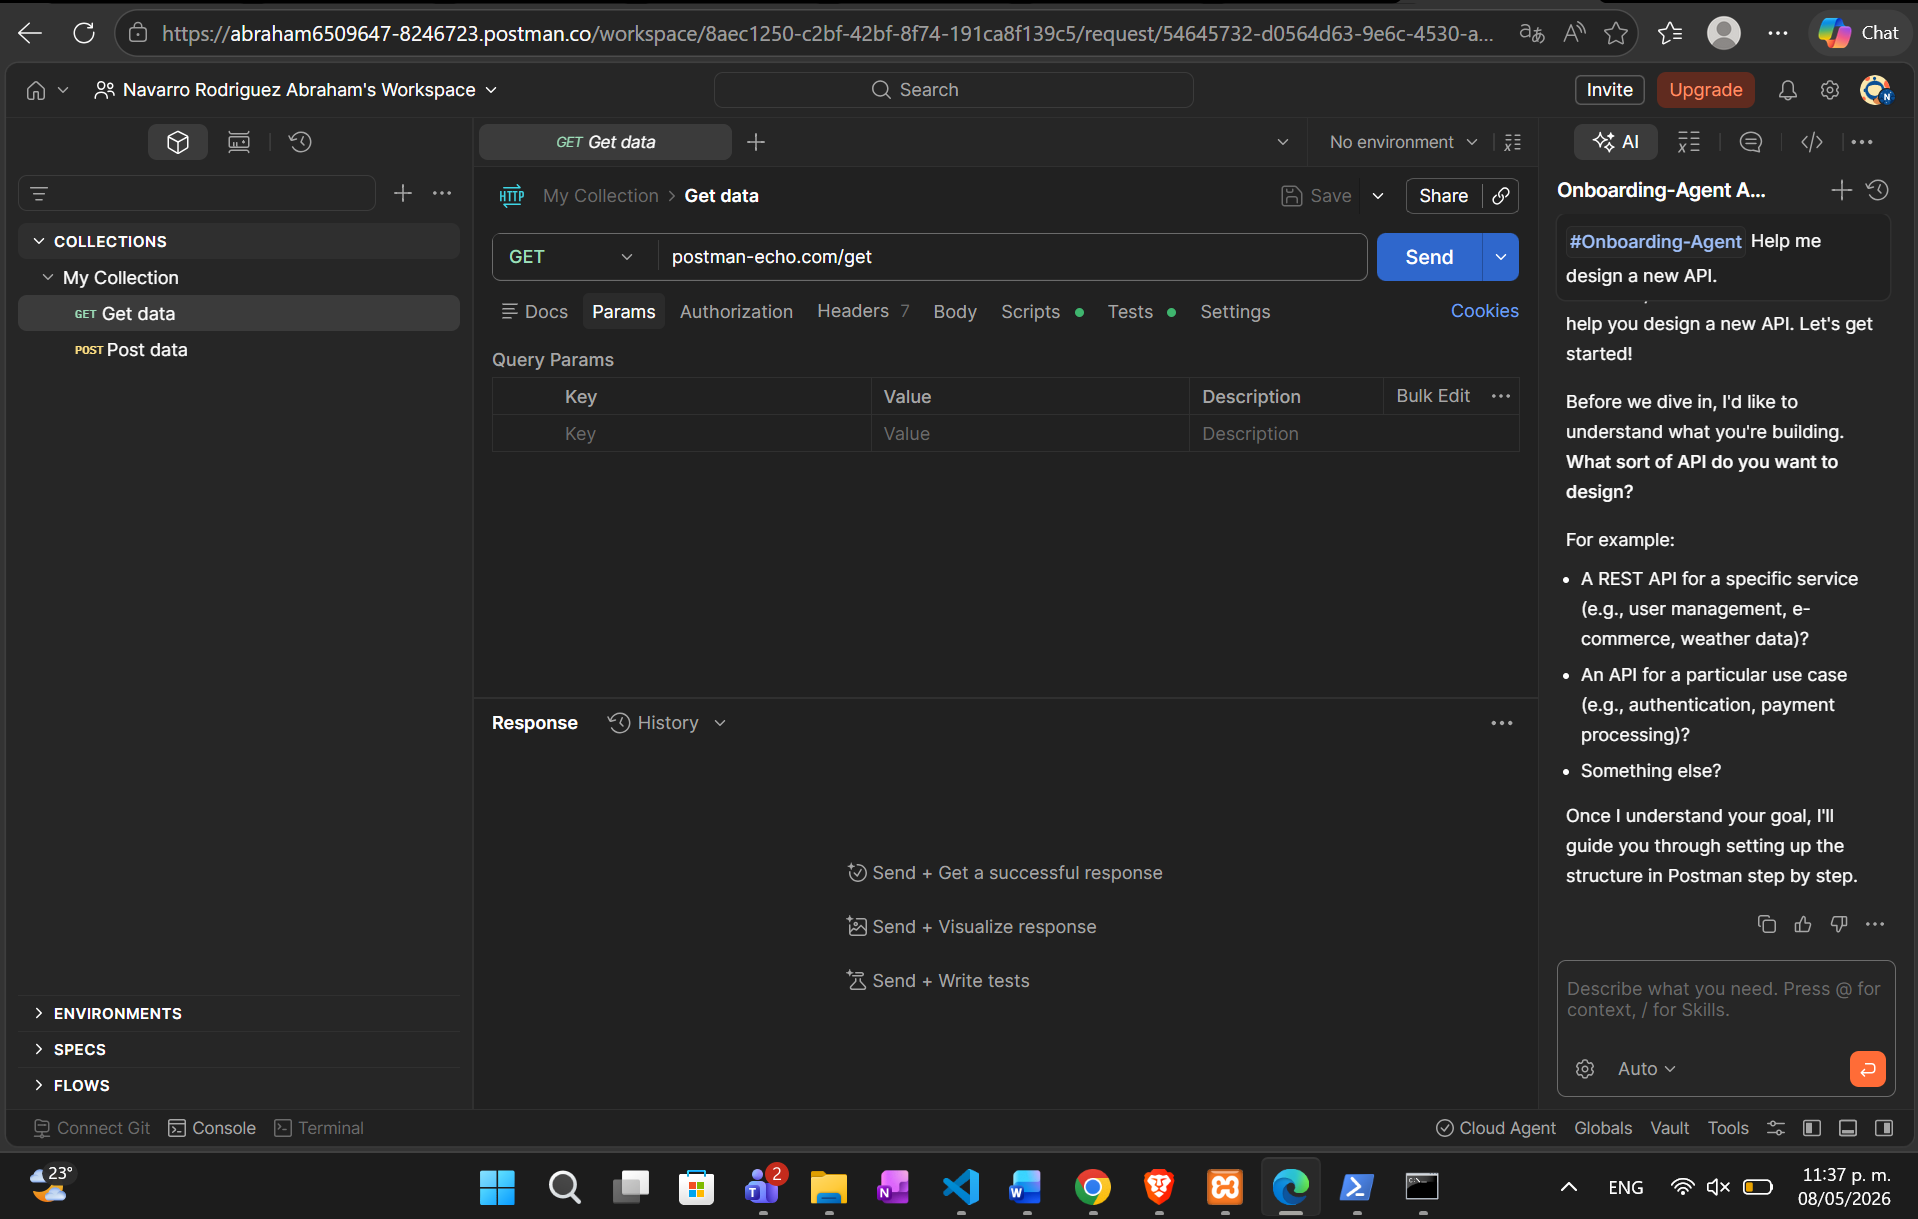 https://abraham6509647-8246723.postman.co/workspace/8aec1250-c2bf-42bf-8f74-191ca8f139c5/request/54645732-d0564d63-9e6c-4530-a...
Chat
Navarro Rodriguez Abraham's Workspace
Search
Invite
Upgrade
N
GET Get data
No environment
AI
HTTP
My Collection > Get data
Save
Share
Onboarding-Agent A...
COLLECTIONS
My Collection
GET Get data
POST Post data
GET
postman-echo.com/get
Send
Docs
Params
Authorization
Headers 7
Body
Scripts
Tests
Settings
Cookies
Query Params
Key
Value
Description
Bulk Edit
Key
Value
Description
Response
History
Send + Get a successful response
Send + Visualize response
Send + Write tests
#Onboarding-Agent Help me
design a new API.
help you design a new API. Let's get
started!
Before we dive in, I'd like to
understand what you're building.
What sort of API do you want to
design?
For example:
• A REST API for a specific service
(e.g., user management, e-
commerce, weather data)?
• An API for a particular use case
(e.g., authentication, payment
processing)?
• Something else?
Once I understand your goal, I'll
guide you through setting up the
structure in Postman step by step.
Describe what you need. Press @ for
context, / for Skills.
Auto
ENVIRONMENTS
SPECS
FLOWS
Connect Git
Console
Terminal
Cloud Agent
Globals
Vault
Tools
23°
2
ENG
11:37 p. m.
08/05/2026